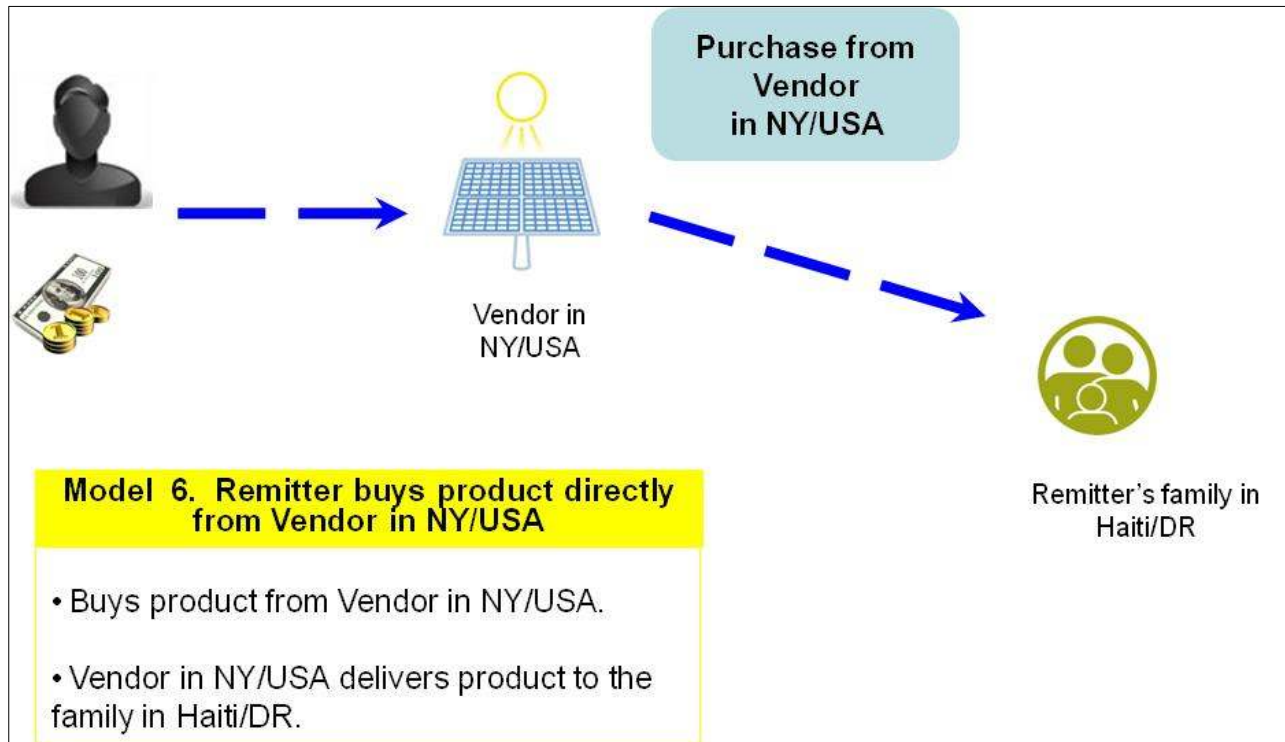 Purchase from
Vendor
in NY/USA
Vendor in
NY/USA
Remitter’s family in
Haiti/DR
Model 6. Remitter buys product directly
from Vendor in NY/USA
• Buys product from Vendor in NY/USA.
• Vendor in NY/USA delivers product to the
family in Haiti/DR.